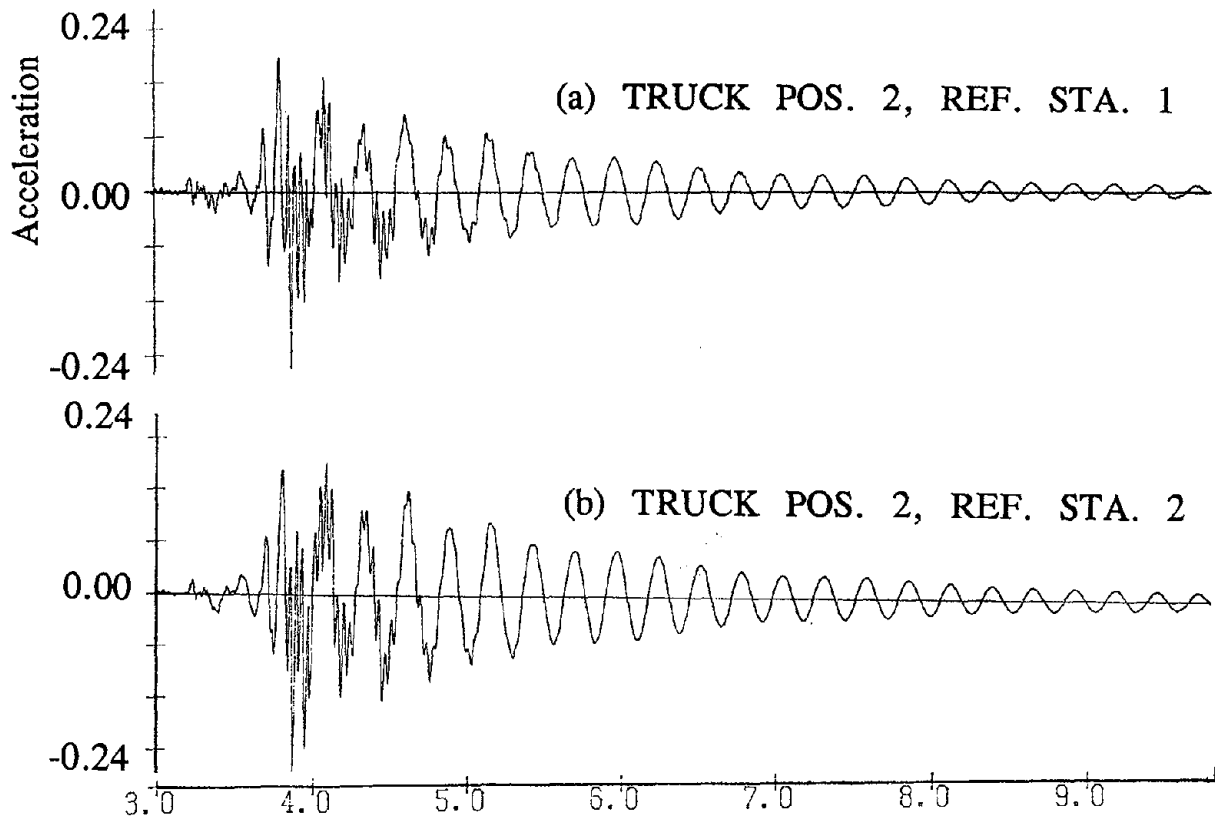 0.24
Acceleration
(a) TRUCK POS. 2, REF. STA. 1
0.00
-0.24
0.24
(b) TRUCK POS. 2, REF. STA. 2
0.00
-0.24
3.0 4.0 5.0 6.0 7.0 8.0 9.0